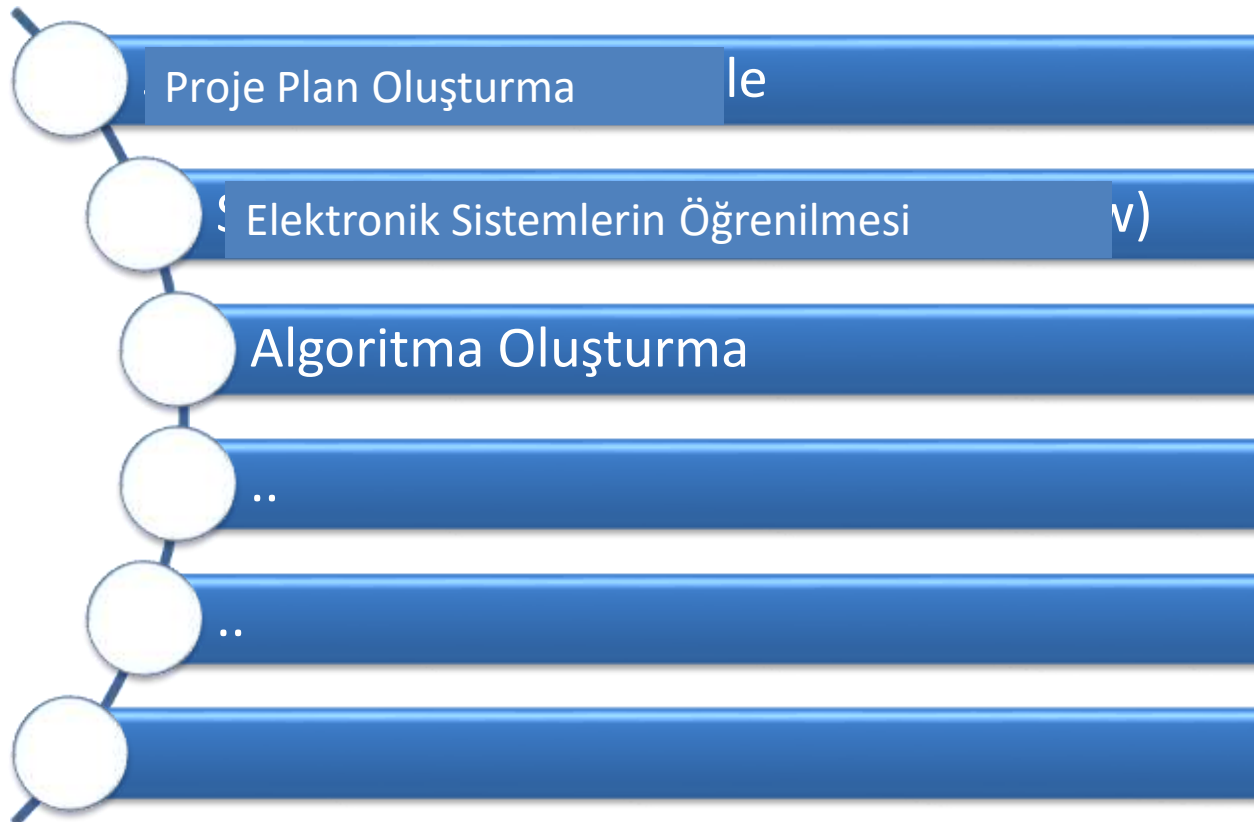 Proje Plan Oluşturma le
Elektronik Sistemlerin Öğrenilmesi w)
Algoritma Oluşturma
..
..